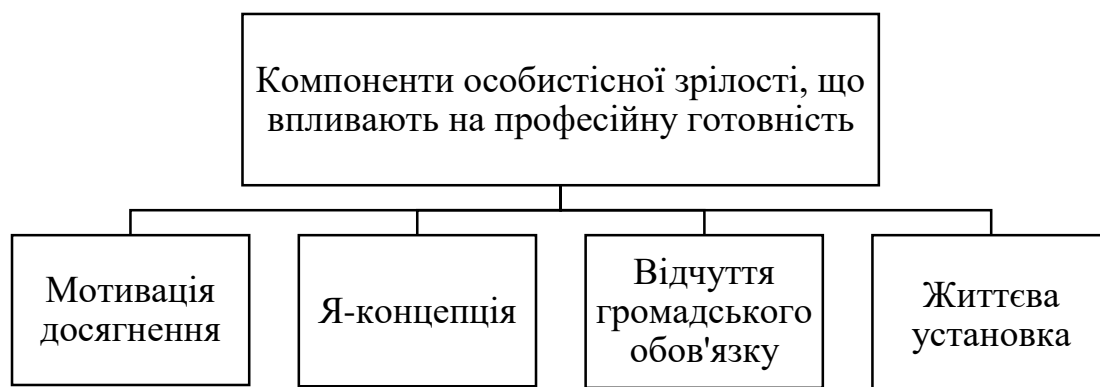 Компоненти особистісної зрілості, що
впливають на професійну готовність
Мотивація
досягнення
Я-концепція
Відчуття
громадського
обов'язку
Життєва
установка